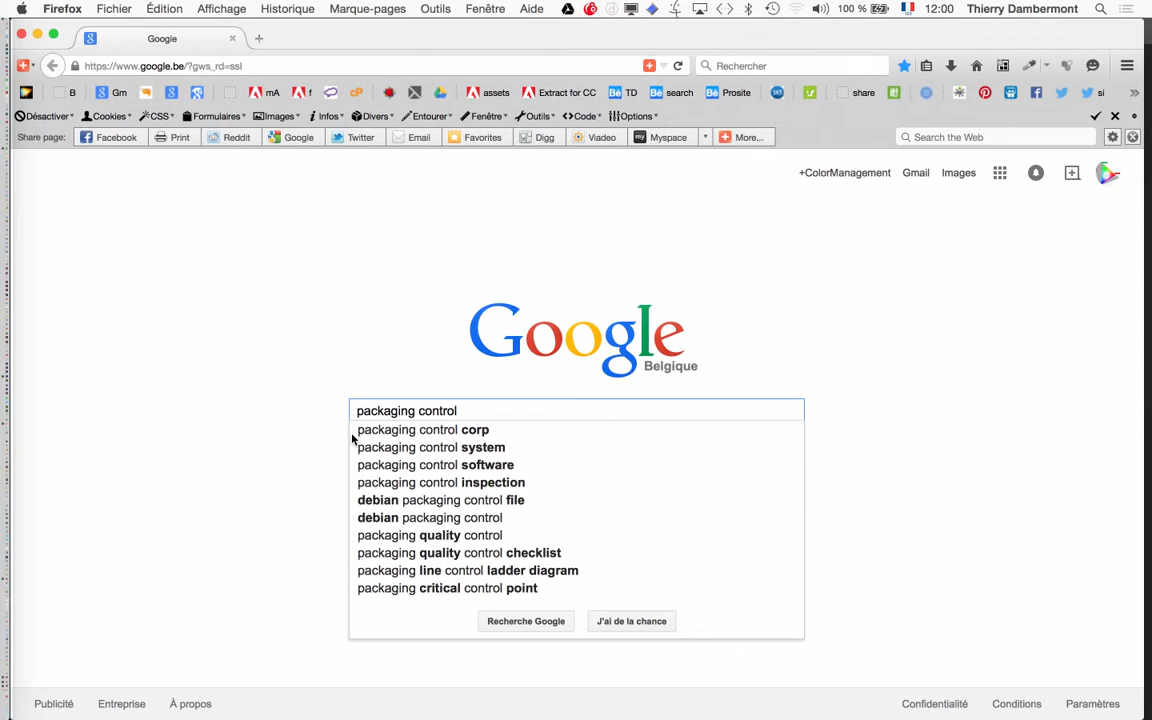 Firefox Fichier Édition Affichage Historique Marque-pages Outils Fenêtre Aide 100 % 12:00 Thierry Dambermont
Google
https://www.google.be/?gws_rd=ssl Rechercher
B Gm mA f assets Extract for CC TD search Prosite share si
Désactiver Cookies CSS Formulaires Images Infos Divers Entourer Fenêtre Outils Code Options
Share page: Facebook Print Reddit Google Twitter Email Favorites Digg Viadeo Myspace More... Search the Web
+ColorManagement Gmail Images
Google
Belgique
packaging control
packaging control corp
packaging control system
packaging control software
packaging control inspection
debian packaging control file
debian packaging control
packaging quality control
packaging quality control checklist
packaging line control ladder diagram
packaging critical control point
Recherche Google J'ai de la chance
Publicité Entreprise À propos Confidentialité Conditions Paramètres